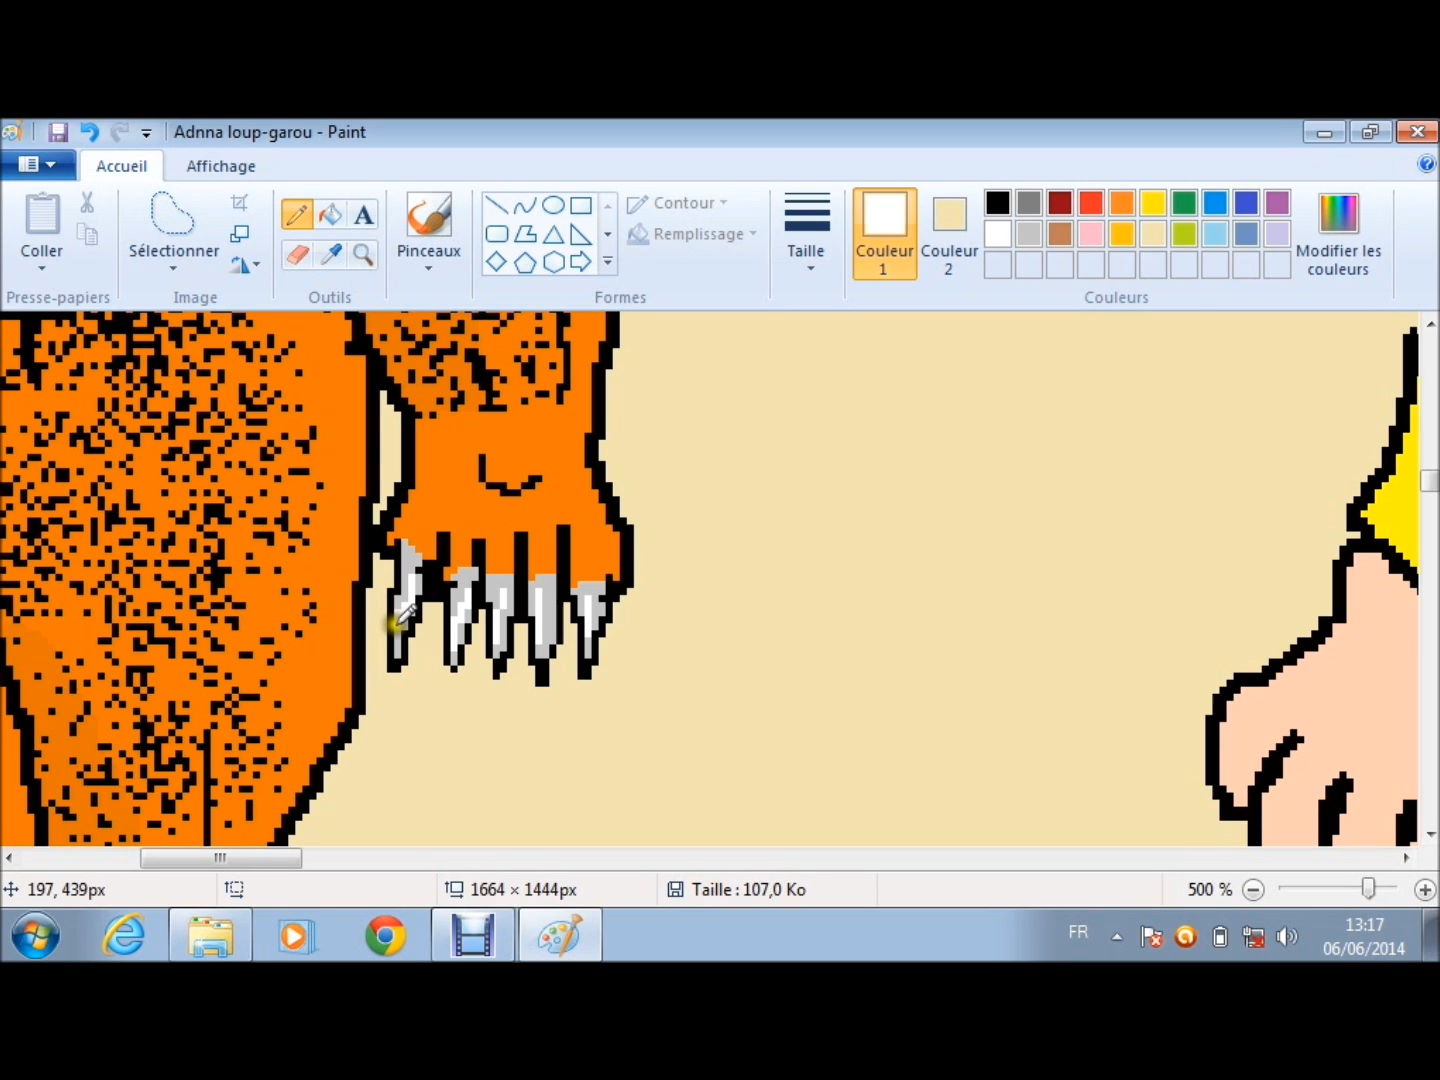 Adnna loup-garou - Paint
Accueil
Affichage
Coller
Sélectionner
A
Pinceaux
Contour
Remplissage
Taille
Couleur 1
Couleur 2
Modifier les couleurs
Presse-papiers
Image
Outils
Formes
Couleurs
197, 439px
1664 × 1444px
Taille : 107,0 Ko
500 %
FR
13:17
06/06/2014